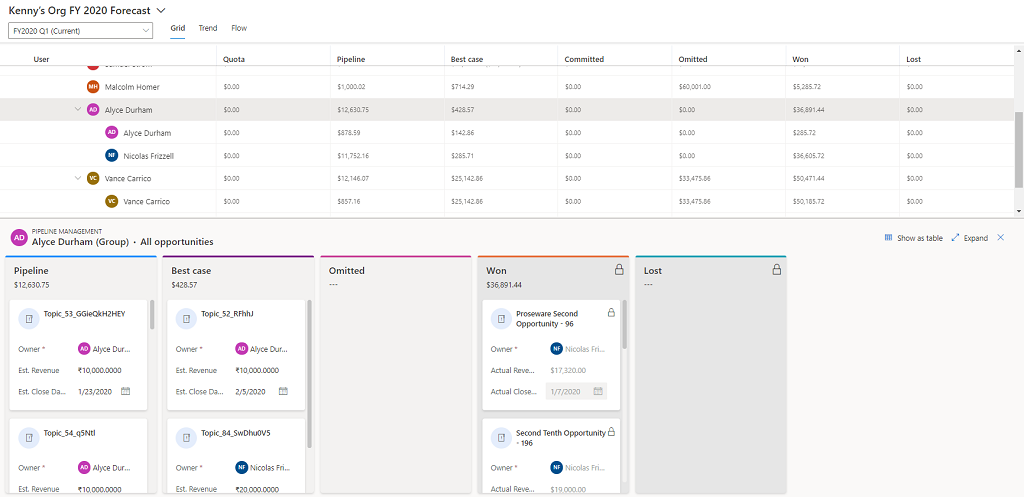 Kenny's Org FY 2020 Forecast
FY2020 Q1 (Current)
Grid Trend Flow
User Quota Pipeline Best case Committed Omitted Won Lost
MH Malcolm Homer $0.00 $1,000.02 $714.29 $0.00 $60,001.00 $5,285.72 $0.00
AD Alyce Durham $0.00 $12,630.75 $428.57 $0.00 $0.00 $36,891.44 $0.00
AD Alyce Durham $0.00 $878.59 $142.86 $0.00 $0.00 $285.72 $0.00
NF Nicolas Frizzell $0.00 $11,752.16 $285.71 $0.00 $0.00 $36,605.72 $0.00
VC Vance Carrico $0.00 $12,146.07 $25,142.86 $0.00 $33,475.86 $50,471.44 $0.00
VC Vance Carrico $0.00 $857.16 $25,142.86 $0.00 $33,475.86 $50,185.72 $0.00
PIPELINE MANAGEMENT
AD Alyce Durham (Group) • All opportunities
Show as table Expand
Pipeline Best case Omitted Won Lost
$12,630.75 $428.57 --- $36,891.44 ---
Topic_53_GGieQkH2HEY
Owner * AD Alyce Dur...
Est. Revenue ₹10,000.0000
Est. Close Da... 1/23/2020
Topic_54_q5Ntl
Owner * AD Alyce Dur...
Est. Revenue ₹10,000.0000
Topic_52_RFhhJ
Owner * AD Alyce Dur...
Est. Revenue ₹10,000.0000
Est. Close Da... 2/5/2020
Topic_84_SwDhu0V5
Owner * NF Nicolas Fri...
Est. Revenue ₹20,000.0000
Proseware Second
Opportunity - 96
Owner * NF Nicolas Fri...
Actual Reve... $17,320.00
Actual Close... 1/7/2020
Second Tenth Opportunity
- 196
Owner * NF Nicolas Fri...
Actual Reve... $19,000.00